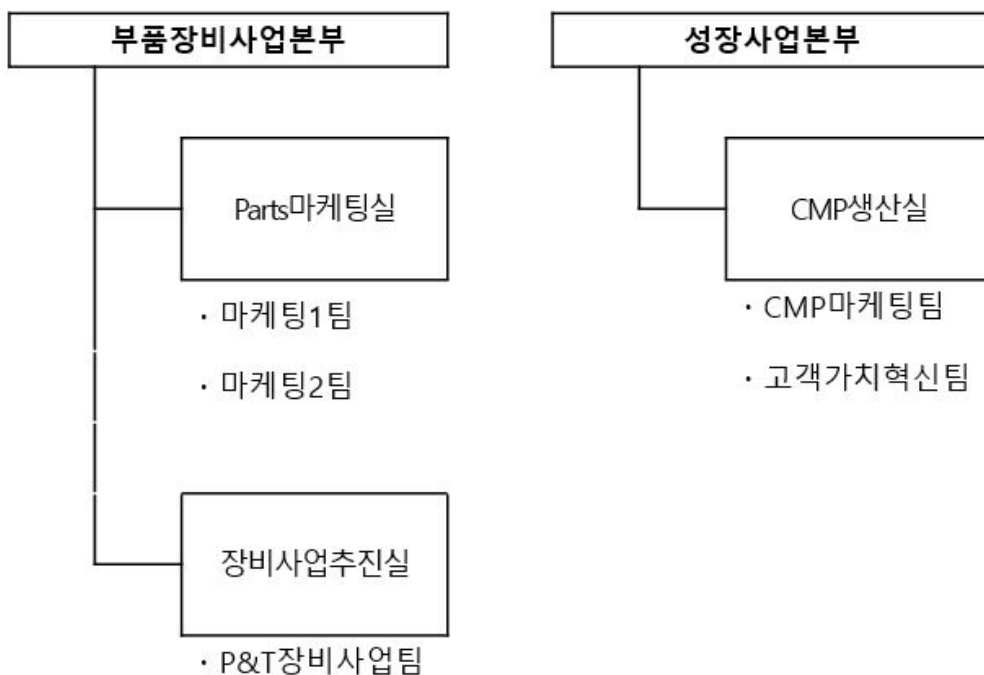 부품장비사업본부
Parts마케팅실
· 마케팅1팀
· 마케팅2팀
장비사업추진실
· P&T장비사업팀
성장사업본부
CMP생산실
· CMP마케팅팀
· 고객가치혁신팀